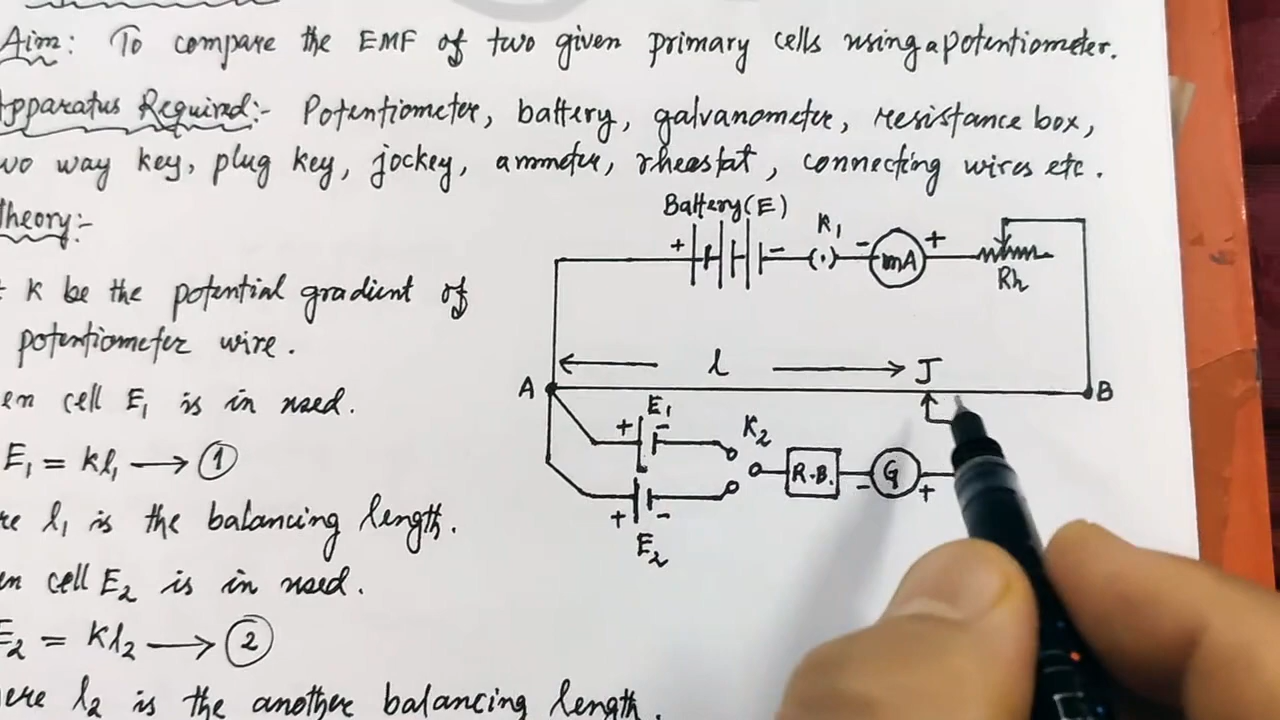 Aim: To compare the EMF of two given primary cells using a potentiometer.
Apparatus Required:- Potentiometer, battery, galvanometer, resistance box,
two way key, plug key, jockey, ammeter, rheostat, connecting wires etc.
Theory:-
K be the potential gradient of
potentiometer wire.
en cell E₁ is in used.
E₁ = Kl₁ → ①
re l₁ is the balancing length.
en cell E₂ is in used.
E₂ = Kl₂ → ②
ere l₂ is the another balancing length.
Battery(E)
+ - K₁ - mA +
Rh
l J
A B
E₁
+ - K₂
R.B. - G +
+ -
E₂